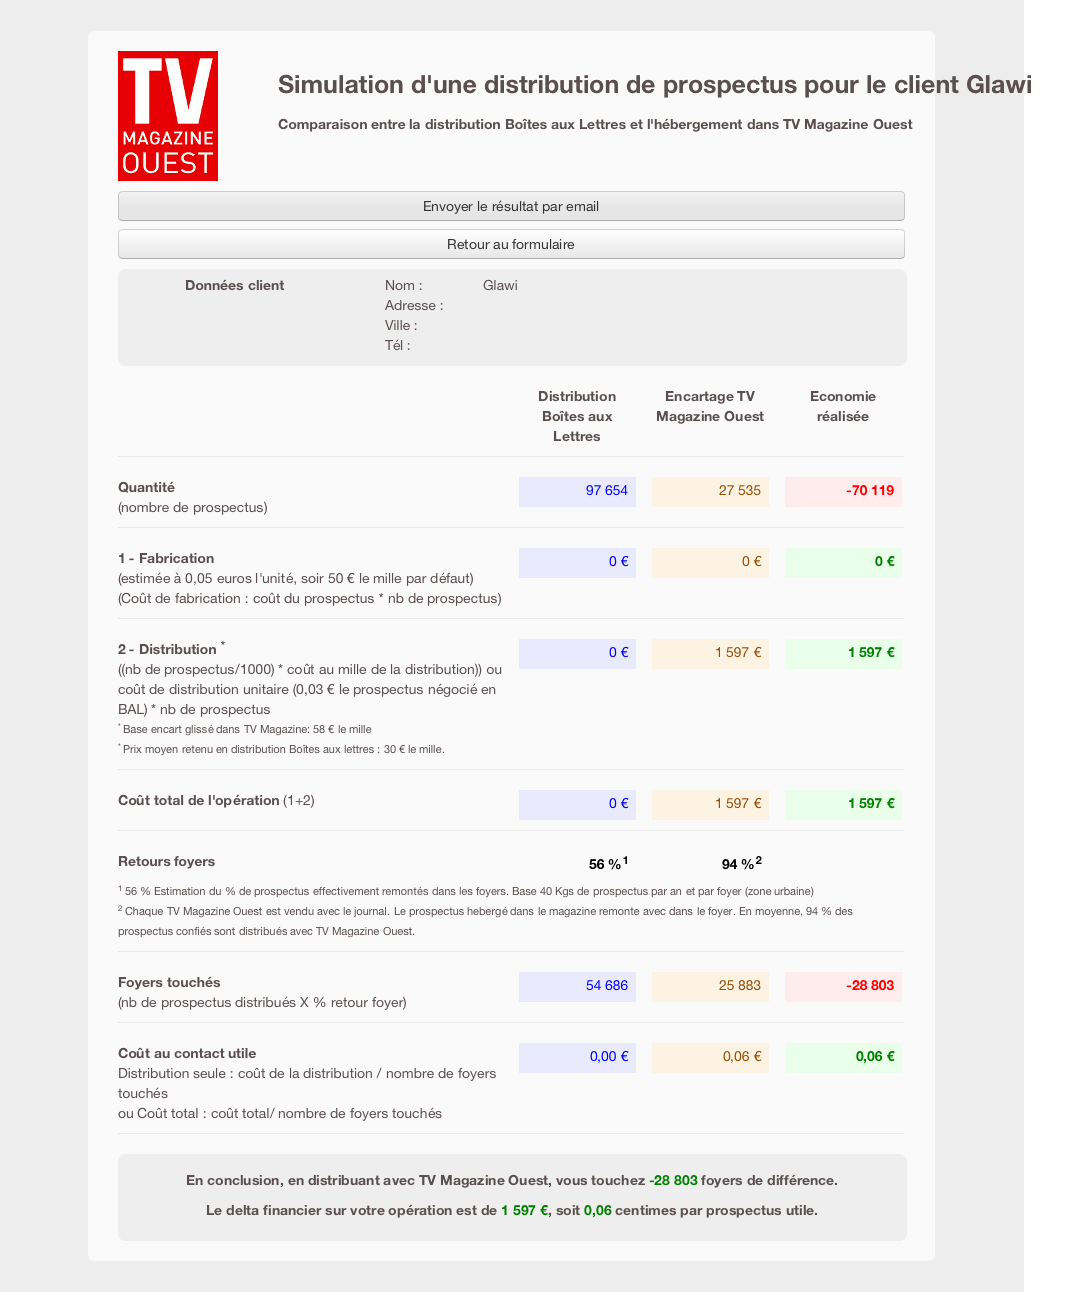 TV
MAGAZINE
OUEST
Simulation d'une distribution de prospectus pour le client Glawi
Comparaison entre la distribution Boîtes aux Lettres et l'hébergement dans TV Magazine Ouest
Envoyer le résultat par email
Retour au formulaire
Données client Nom : Glawi
Adresse :
Ville :
Tél :
Distribution Encartage TV Economie
Boîtes aux Magazine Ouest réalisée
Lettres
Quantité 97 654 27 535 -70 119
(nombre de prospectus)
1 - Fabrication 0 € 0 € 0 €
(estimée à 0,05 euros l'unité, soir 50 € le mille par défaut)
(Coût de fabrication : coût du prospectus * nb de prospectus)
2 - Distribution * 0 € 1 597 € 1 597 €
((nb de prospectus/1000) * coût au mille de la distribution)) ou
coût de distribution unitaire (0,03 € le prospectus négocié en
BAL) * nb de prospectus
* Base encart glissé dans TV Magazine: 58 € le mille
* Prix moyen retenu en distribution Boîtes aux lettres : 30 € le mille.
Coût total de l'opération (1+2) 0 € 1 597 € 1 597 €
Retours foyers 56 %1 94 %2
1 56 % Estimation du % de prospectus effectivement remontés dans les foyers. Base 40 Kgs de prospectus par an et par foyer (zone urbaine)
2 Chaque TV Magazine Ouest est vendu avec le journal. Le prospectus hebergé dans le magazine remonte avec dans le foyer. En moyenne, 94 % des
prospectus confiés sont distribués avec TV Magazine Ouest.
Foyers touchés 54 686 25 883 -28 803
(nb de prospectus distribués X % retour foyer)
Coût au contact utile 0,00 € 0,06 € 0,06 €
Distribution seule : coût de la distribution / nombre de foyers
touchés
ou Coût total : coût total/ nombre de foyers touchés
En conclusion, en distribuant avec TV Magazine Ouest, vous touchez -28 803 foyers de différence.
Le delta financier sur votre opération est de 1 597 €, soit 0,06 centimes par prospectus utile.